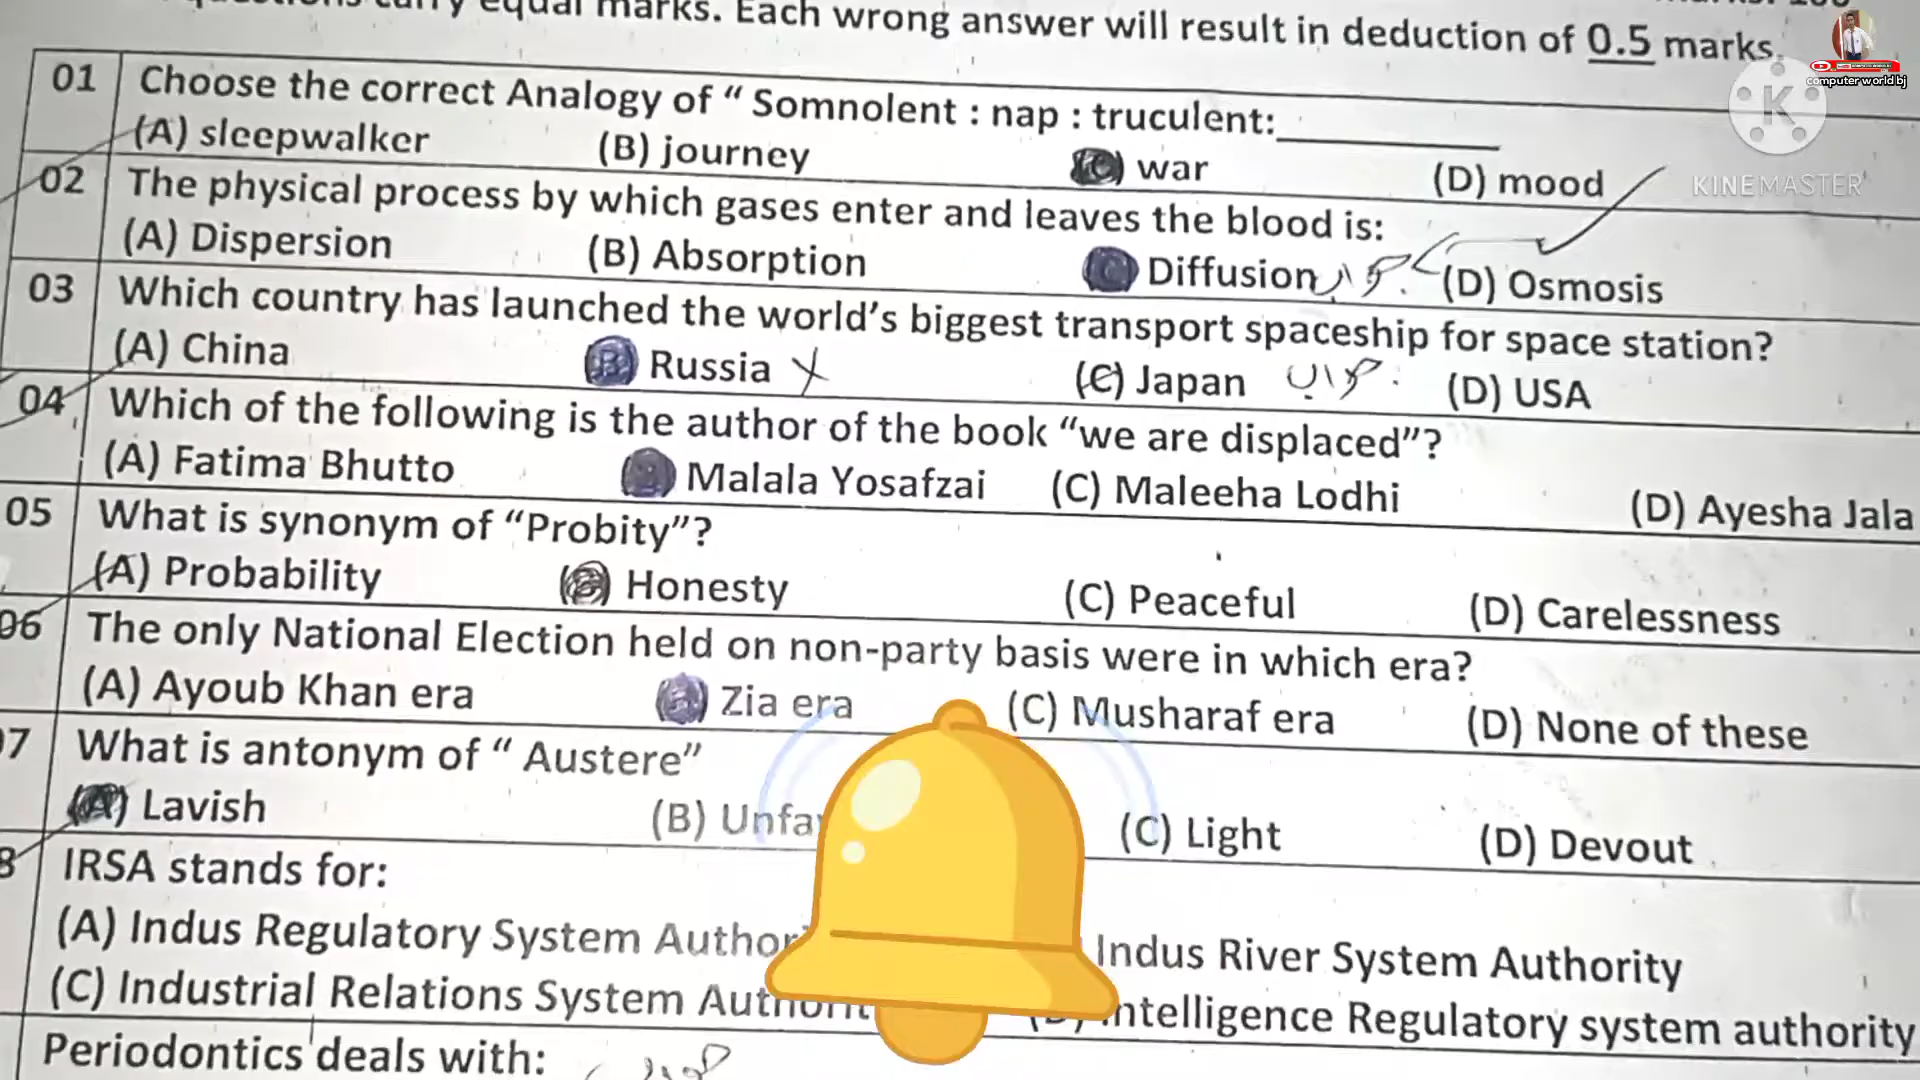 equal marks. Each wrong answer will result in deduction of 0.5 marks.
computer world bj
KINEMASTER
01 Choose the correct Analogy of “ Somnolent : nap : truculent:__________
(A) sleepwalker (B) journey (C) war (D) mood
02 The physical process by which gases enter and leaves the blood is:
(A) Dispersion (B) Absorption (C) Diffusion (D) Osmosis
03 Which country has launched the world’s biggest transport spaceship for space station?
(A) China (B) Russia (C) Japan (D) USA
04 Which of the following is the author of the book “we are displaced”?
(A) Fatima Bhutto Malala Yosafzai (C) Maleeha Lodhi (D) Ayesha Jala
05 What is synonym of “Probity”?
(A) Probability (B) Honesty (C) Peaceful (D) Carelessness
06 The only National Election held on non-party basis were in which era?
(A) Ayoub Khan era Zia era (C) Musharaf era (D) None of these
07 What is antonym of “ Austere”
(A) Lavish (B) (C) Light (D) Devout
8 IRSA stands for:
(A) Indus Regulatory System Indus River System Authority
(C) Industrial Relations System Intelligence Regulatory system authority
Periodontics deals with: